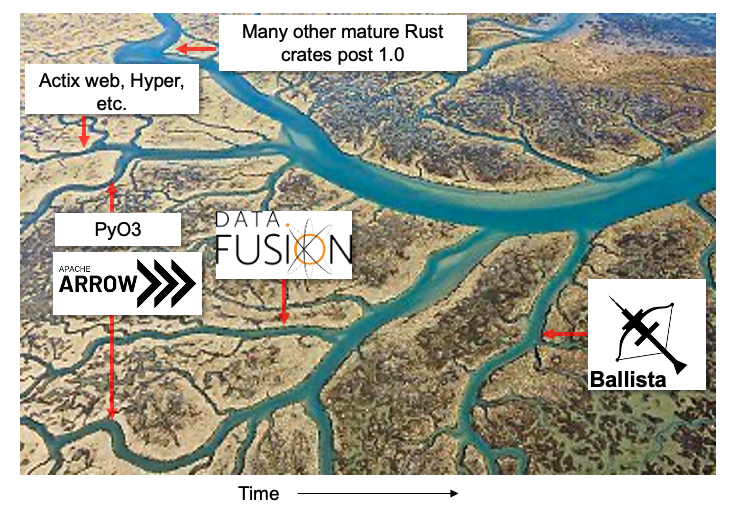 Many other mature Rust
crates post 1.0
Actix web, Hyper,
etc.
PyO3
DATA
FUSION
APACHE
ARROW
Ballista
Time